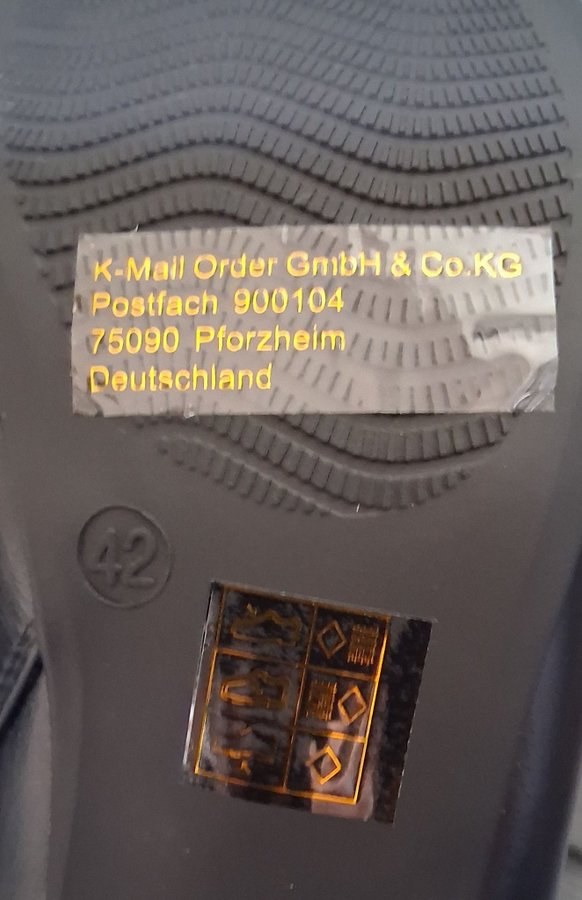 K-Mail Order GmbH & Co.KG
Postfach 900104
75090 Pforzheim
Deutschland
42